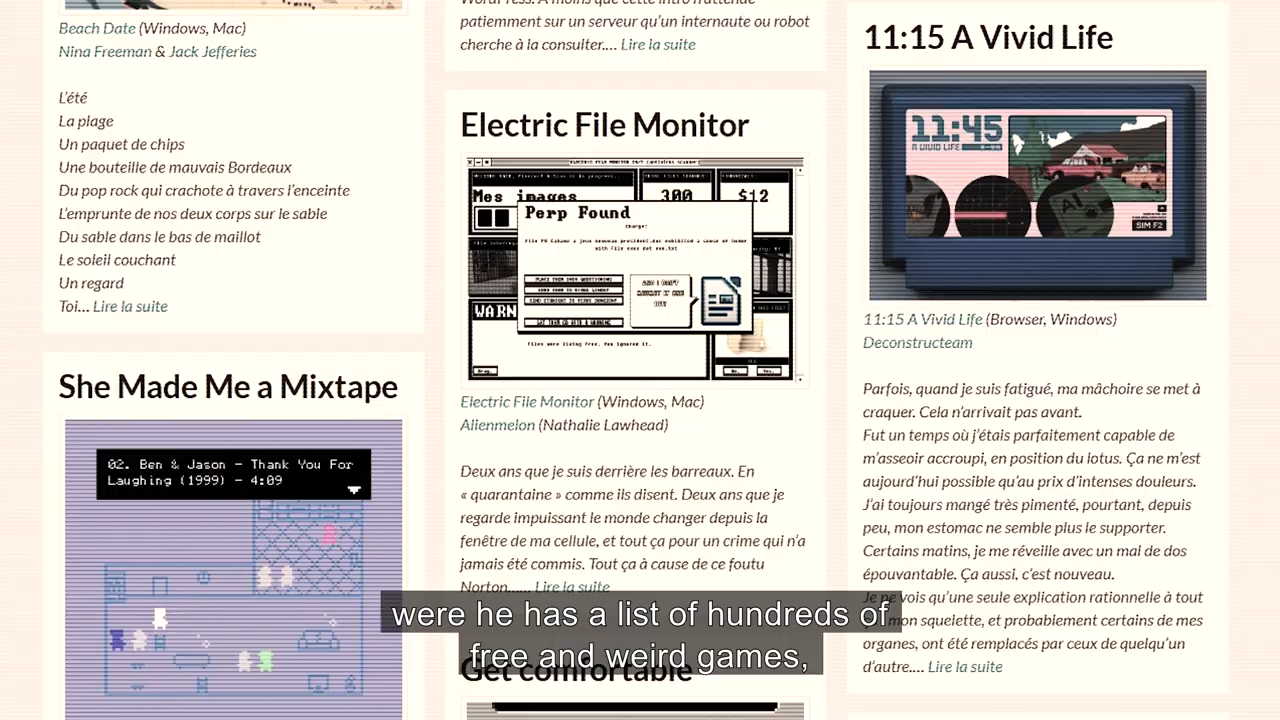 Beach Date (Windows, Mac)
Nina Freeman & Jack Jefferies
L'été
La plage
Un paquet de chips
Une bouteille de mauvais Bordeaux
Du pop rock qui crachote à travers l'enceinte
L'emprunte de nos deux corps sur le sable
Du sable dans le bas de maillot
Le soleil couchant
Un regard
Toi... Lire la suite
She Made Me a Mixtape
02. Ben & Jason - Thank You For
Laughing (1999) - 4:09
patiemment sur un serveur qu'un internaute ou robot
cherche à la consulter.... Lire la suite
Electric File Monitor
Mes images
300
$12
Perp Found
Charge:
WARN
Files were living free. You ignored it.
Electric File Monitor (Windows, Mac)
Alienmelon (Nathalie Lawhead)
Deux ans que je suis derrière les barreaux. En
« quarantaine » comme ils disent. Deux ans que je
regarde impuissant le monde changer depuis la
fenêtre de ma cellule, et tout ça pour un crime qui n'a
jamais été commis. Tout ça à cause de ce foutu
Norton...... Lire la suite
Get comfortable
11:15 A Vivid Life
11:45
A VIVID LIFE
SIM F2
11:15 A Vivid Life (Browser, Windows)
Deconstructeam
Parfois, quand je suis fatigué, ma mâchoire se met à
craquer. Cela n'arrivait pas avant.
Fut un temps où j'étais parfaitement capable de
m'asseoir accroupi, en position du lotus. Ça ne m'est
aujourd'hui possible qu'au prix d'intenses douleurs.
J'ai toujours mangé très pimenté, pourtant, depuis
peu, mon estomac ne semble plus le supporter.
Certains matins, je me réveille avec un mal de dos
épouvantable. Ça aussi, c'est nouveau.
Je ne vois qu'une seule explication rationnelle à tout
mon squelette, et probablement certains de mes
organes, ont été remplacés par ceux de quelqu'un
d'autre.... Lire la suite
were he has a list of hundreds of
free and weird games,